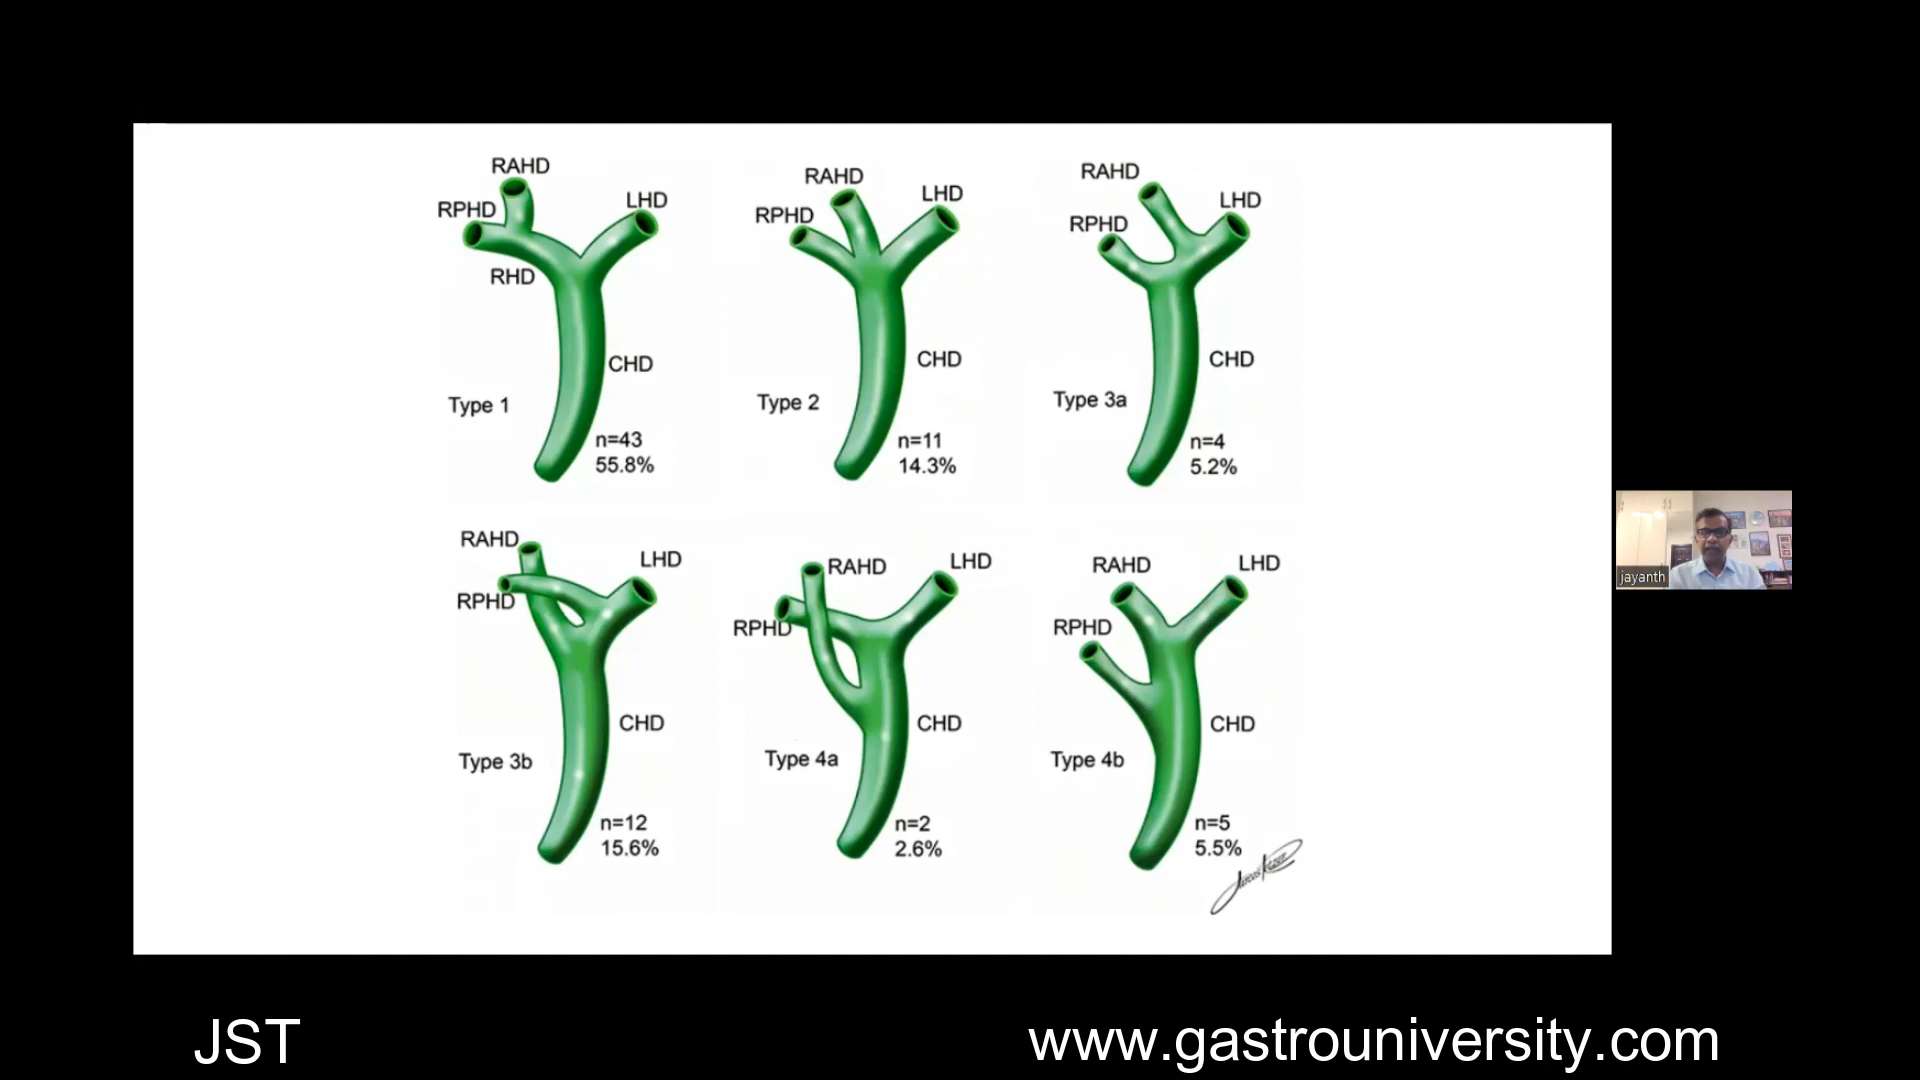 RAHD
RPHD
LHD
RHD
CHD
Type 1
n=43
55.8%
RAHD
RPHD
LHD
CHD
Type 2
n=11
14.3%
RAHD
RPHD
LHD
CHD
Type 3a
n=4
5.2%
RAHD
RPHD
LHD
CHD
Type 3b
n=12
15.6%
RAHD
RPHD
LHD
CHD
Type 4a
n=2
2.6%
RAHD
RPHD
LHD
CHD
Type 4b
n=5
5.5%
jayanth
JST
www.gastrouniversity.com